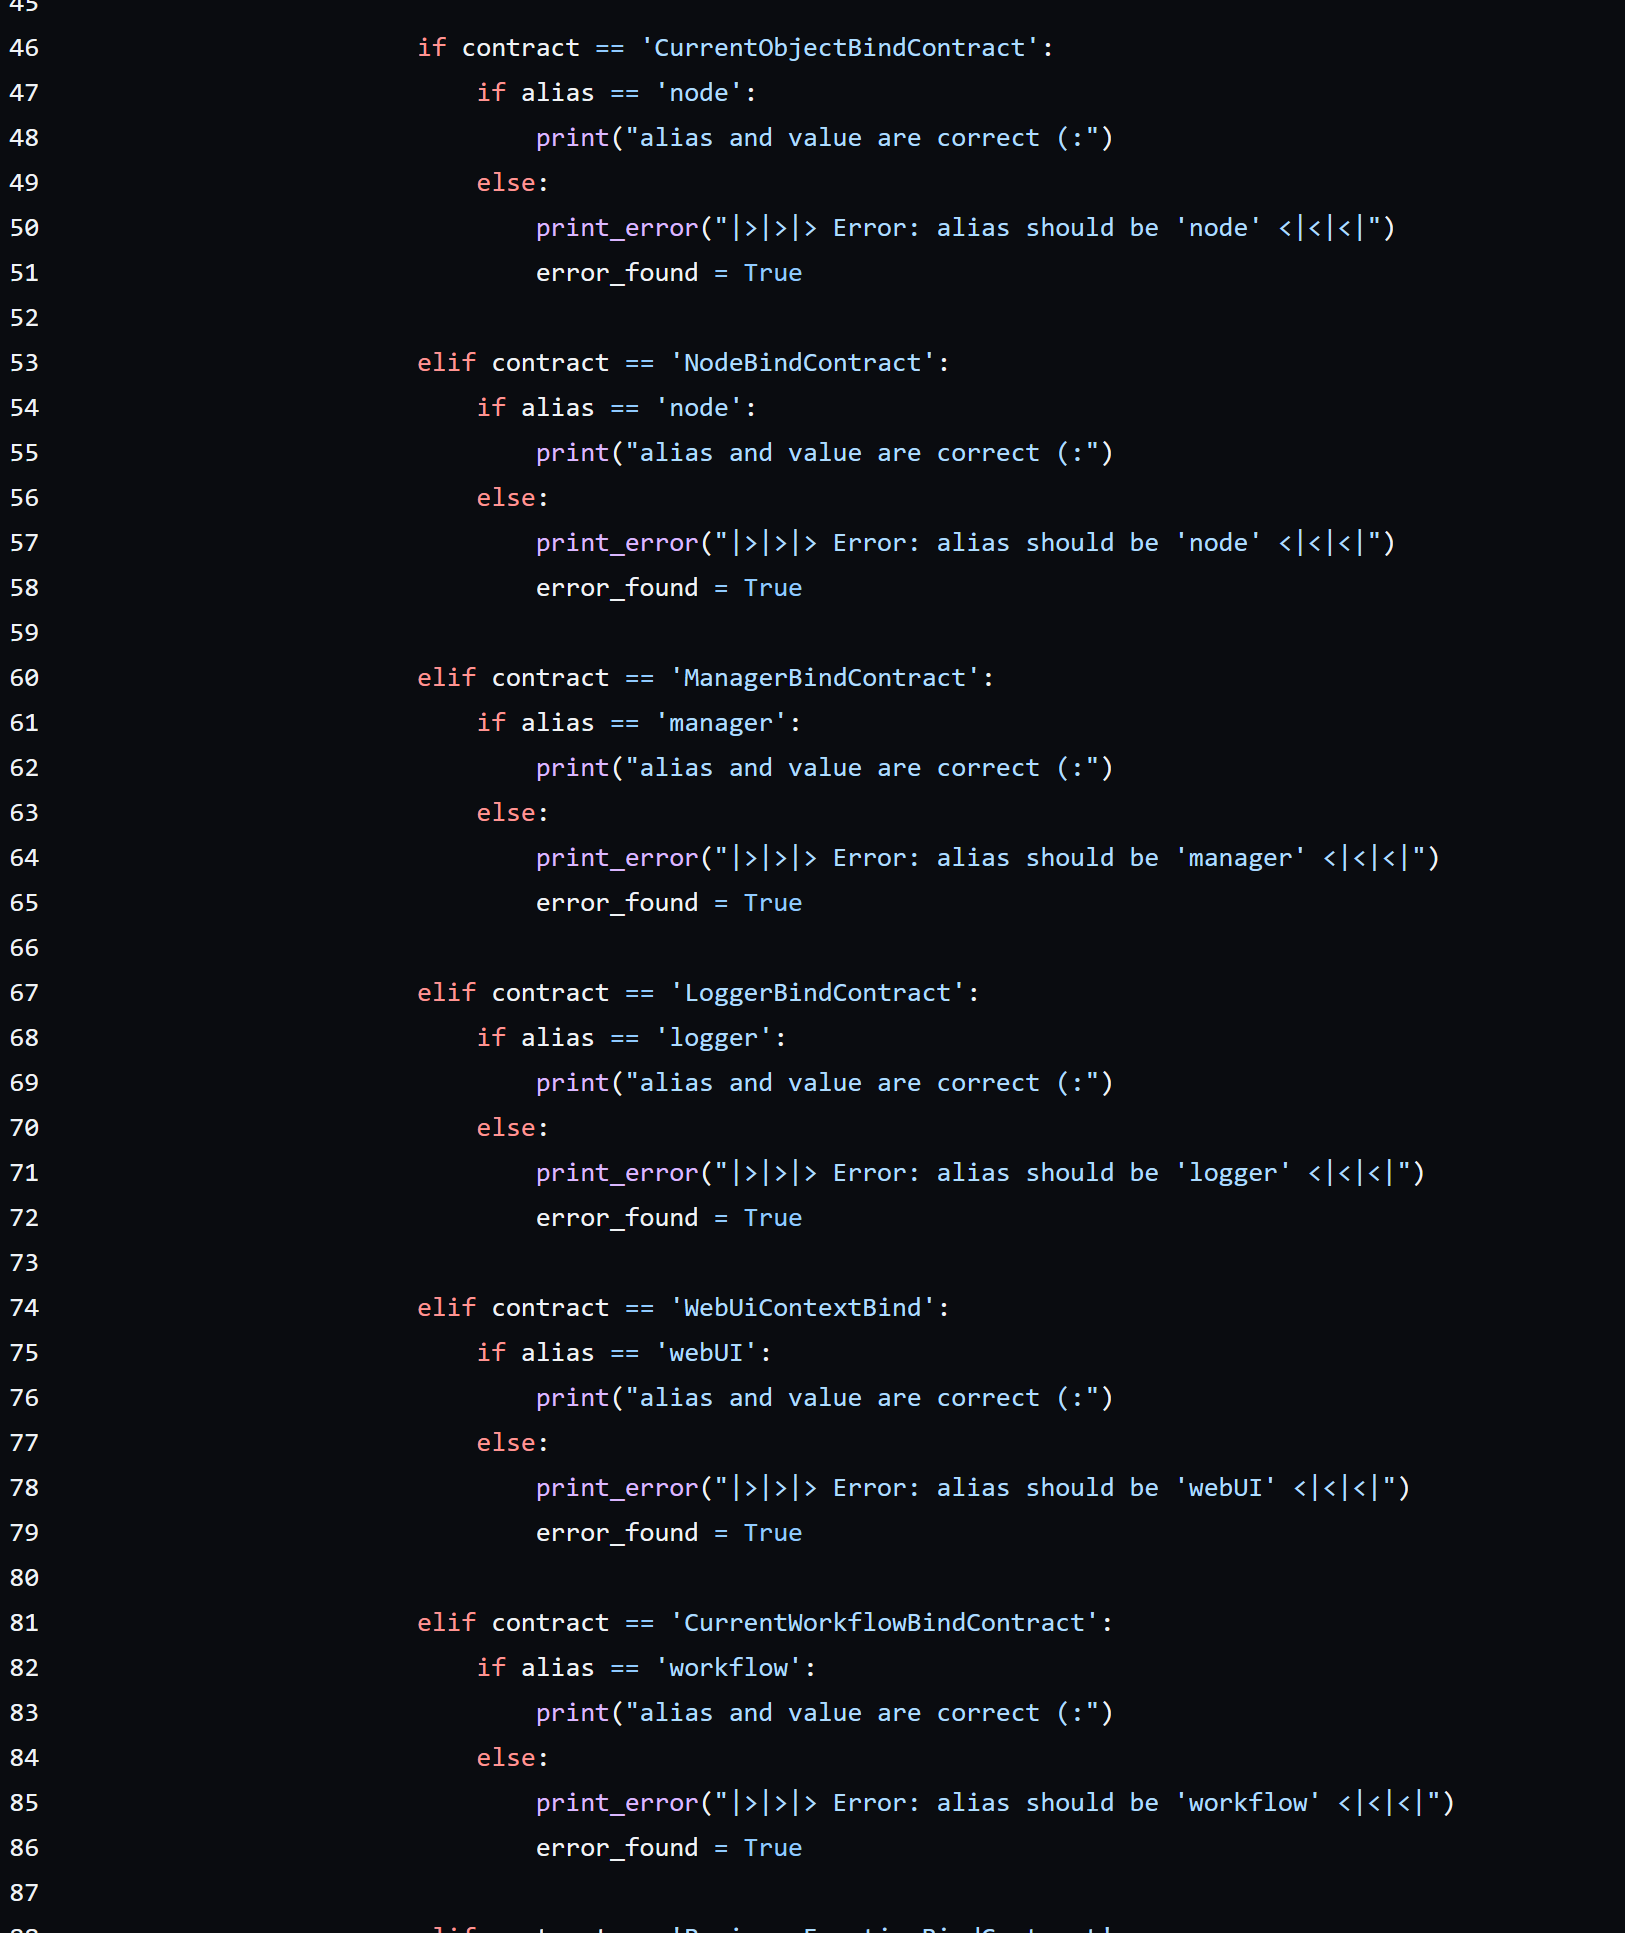 45
46 if contract == 'CurrentObjectBindContract':
47 if alias == 'node':
48 print("alias and value are correct (:")
49 else:
50 print_error("|>|>|> Error: alias should be 'node' <|<|<|")
51 error_found = True
52
53 elif contract == 'NodeBindContract':
54 if alias == 'node':
55 print("alias and value are correct (:")
56 else:
57 print_error("|>|>|> Error: alias should be 'node' <|<|<|")
58 error_found = True
59
60 elif contract == 'ManagerBindContract':
61 if alias == 'manager':
62 print("alias and value are correct (:")
63 else:
64 print_error("|>|>|> Error: alias should be 'manager' <|<|<|")
65 error_found = True
66
67 elif contract == 'LoggerBindContract':
68 if alias == 'logger':
69 print("alias and value are correct (:")
70 else:
71 print_error("|>|>|> Error: alias should be 'logger' <|<|<|")
72 error_found = True
73
74 elif contract == 'WebUiContextBind':
75 if alias == 'webUI':
76 print("alias and value are correct (:")
77 else:
78 print_error("|>|>|> Error: alias should be 'webUI' <|<|<|")
79 error_found = True
80
81 elif contract == 'CurrentWorkflowBindContract':
82 if alias == 'workflow':
83 print("alias and value are correct (:")
84 else:
85 print_error("|>|>|> Error: alias should be 'workflow' <|<|<|")
86 error_found = True
87